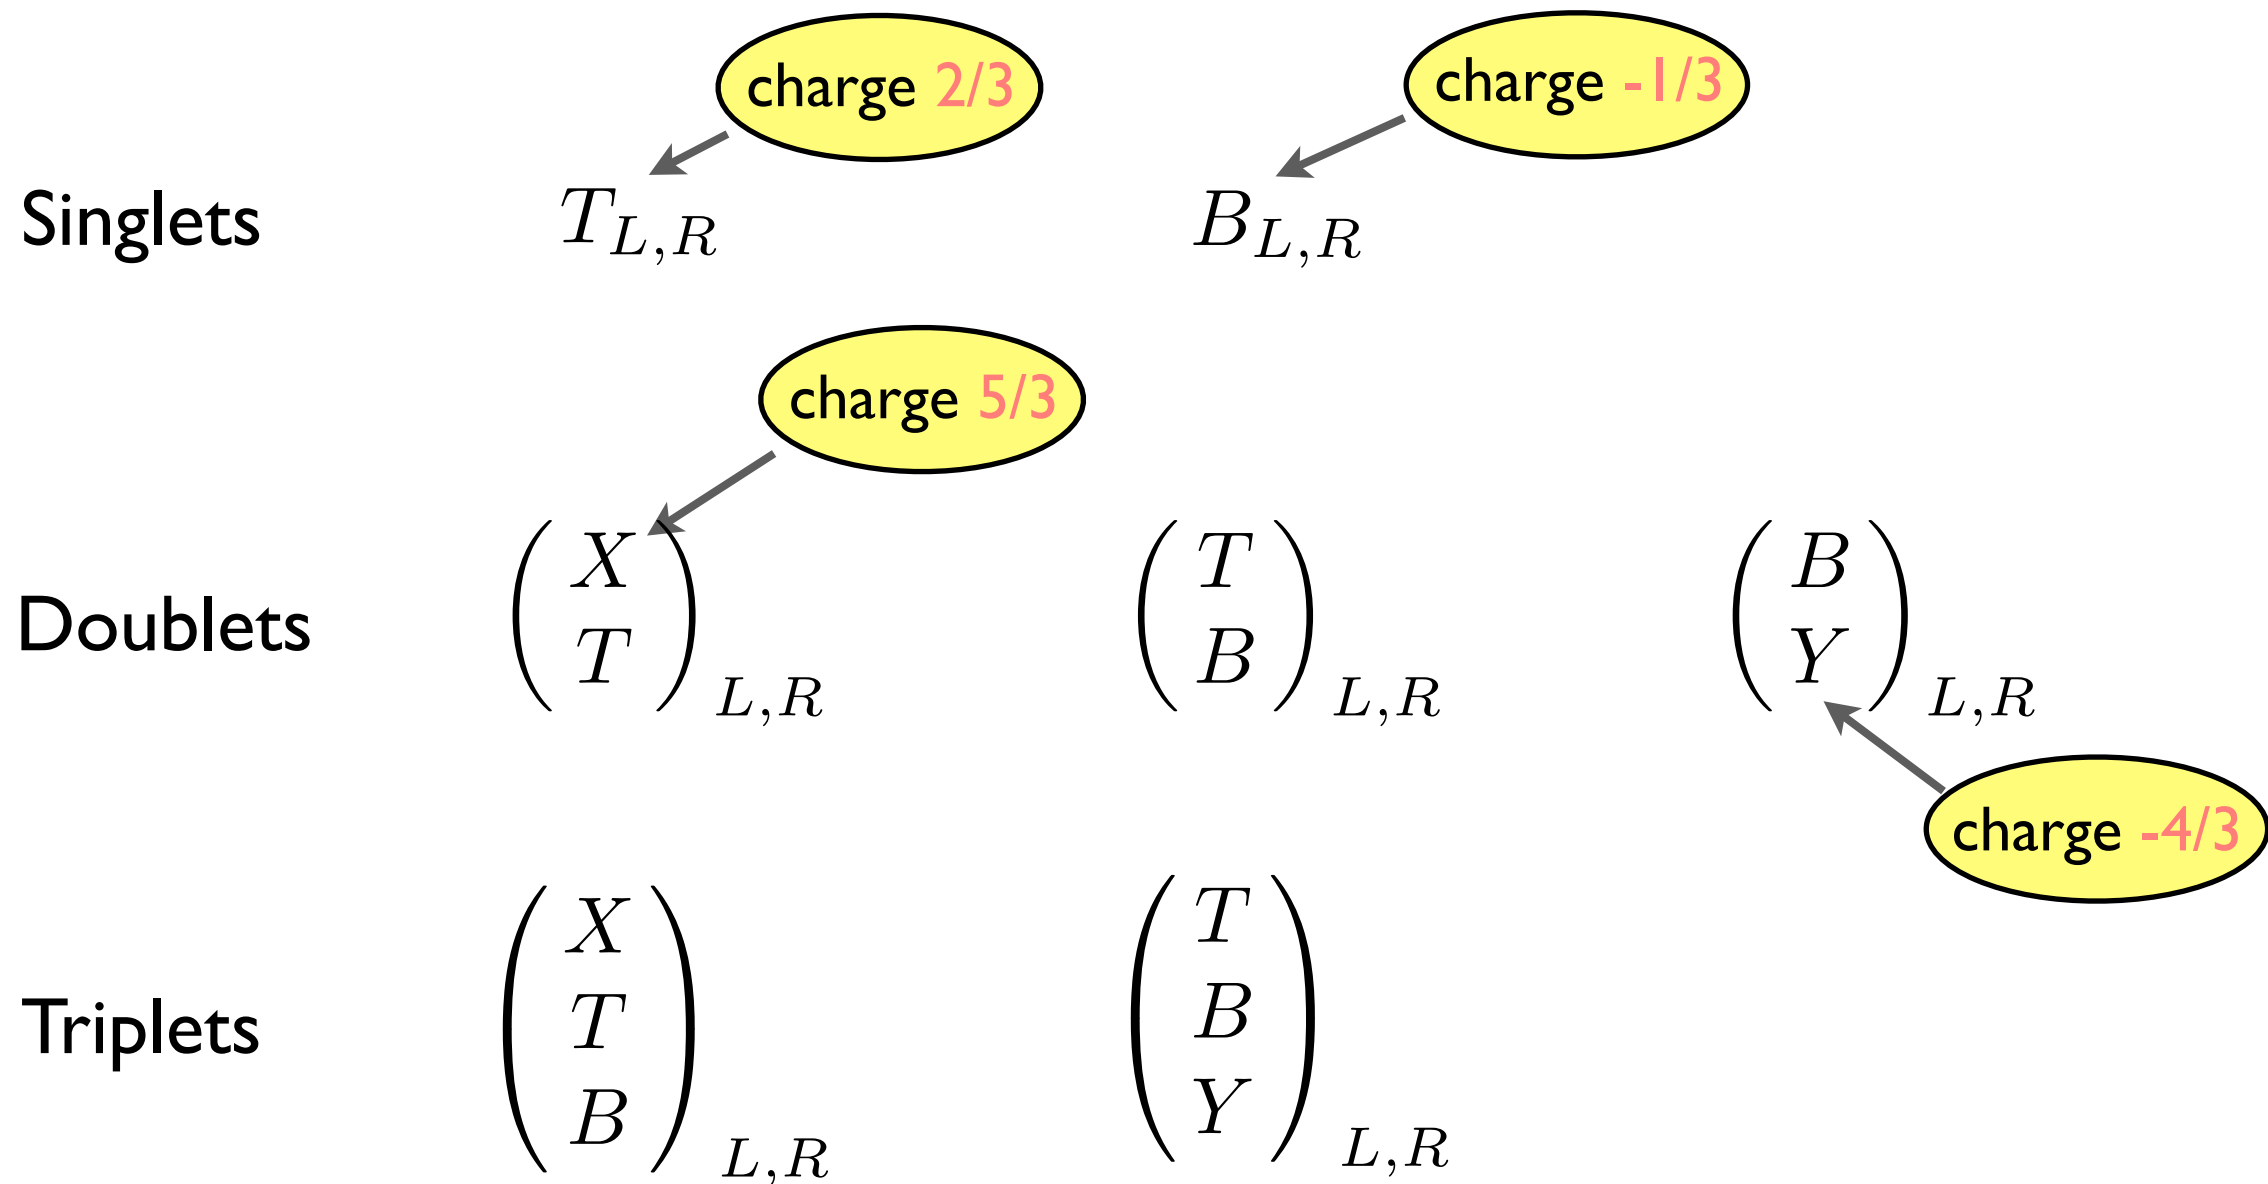 charge 2/3 charge -1/3
Singlets T_{L,R} B_{L,R}
charge 5/3
X T B
Doublets
T B Y
L,R L,R L,R
charge -4/3
X T
Triplets T B
B Y
L,R L,R